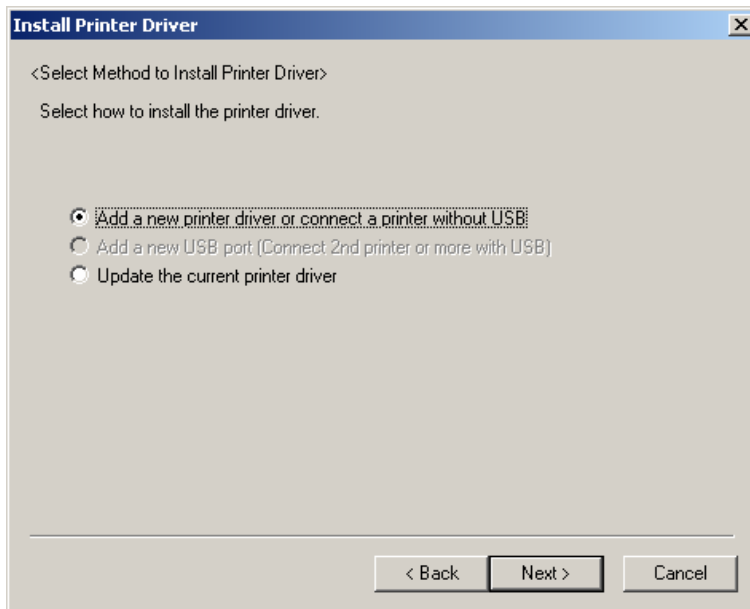 Install Printer Driver
<Select Method to Install Printer Driver>
Select how to install the printer driver.
Add a new printer driver or connect a printer without USB
Add a new USB port (Connect 2nd printer or more with USB)
Update the current printer driver
< Back Next > Cancel